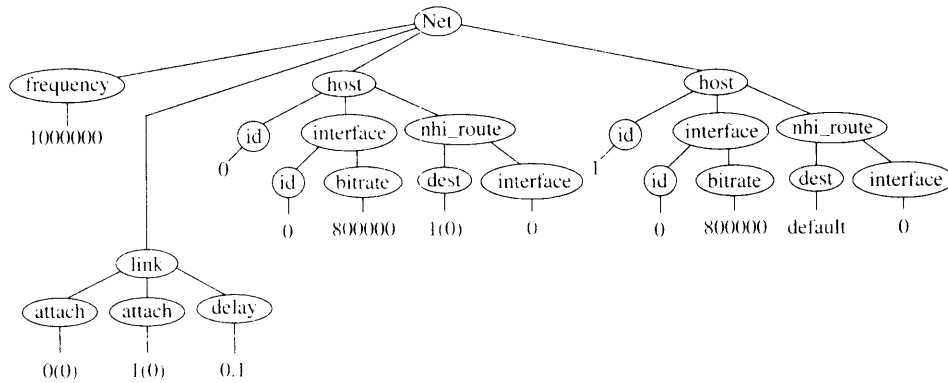 Net
frequency
host
host
1000000
id
interface
nhi_route
id
interface
nhi_route
0
1
id
bitrate
dest
interface
id
bitrate
dest
interface
0
800000
1(0)
0
0
800000
default
0
link
attach
attach
delay
0(0)
1(0)
0.1